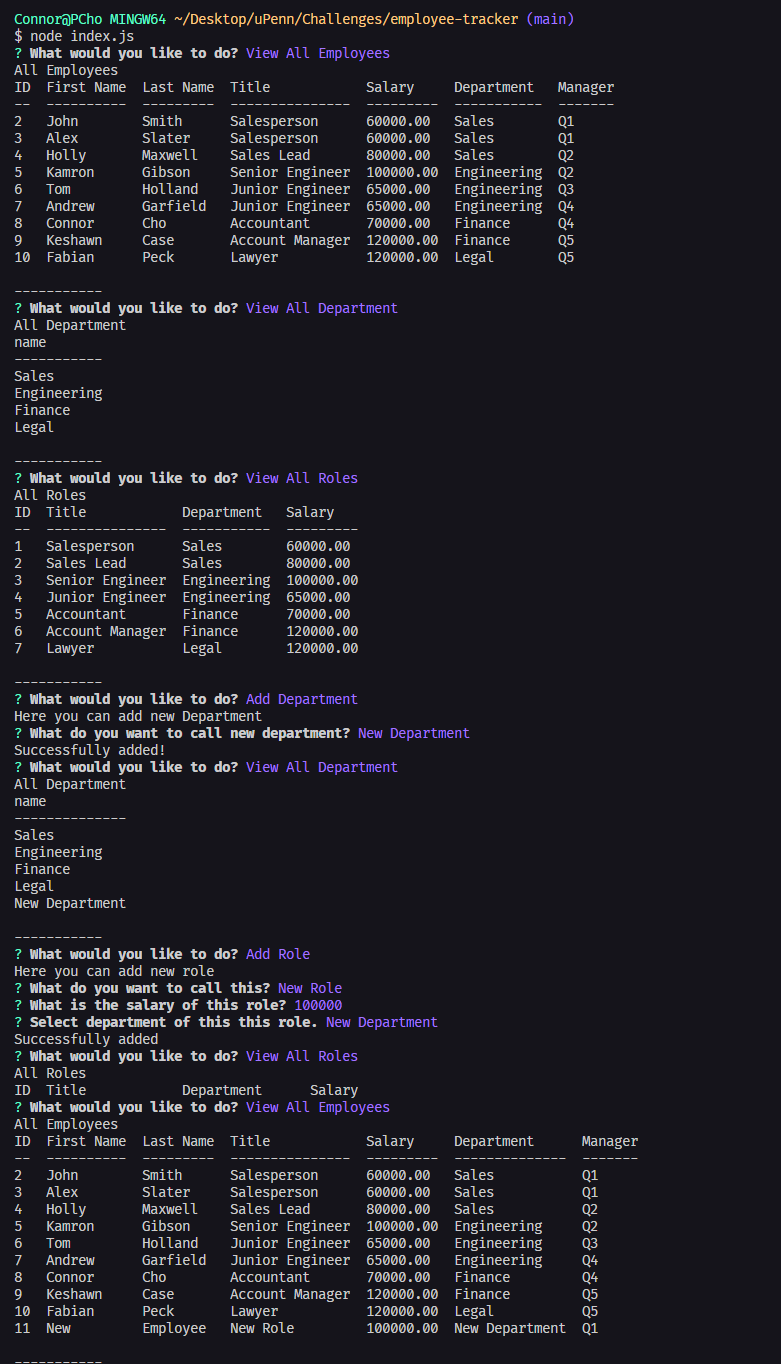 Connor@PCho MINGW64 ~/Desktop/uPenn/Challenges/employee-tracker (main)
$ node index.js
? What would you like to do? View All Employees
All Employees
ID  First Name  Last Name  Title            Salary     Department   Manager
--  ----------  ---------  ---------------  ---------  -----------  -------
2   John        Smith      Salesperson      60000.00   Sales        Q1
3   Alex        Slater     Salesperson      60000.00   Sales        Q1
4   Holly       Maxwell    Sales Lead       80000.00   Sales        Q2
5   Kamron      Gibson     Senior Engineer  100000.00  Engineering  Q2
6   Tom         Holland    Junior Engineer  65000.00   Engineering  Q3
7   Andrew      Garfield   Junior Engineer  65000.00   Engineering  Q4
8   Connor      Cho        Accountant       70000.00   Finance      Q4
9   Keshawn     Case       Account Manager  120000.00  Finance      Q5
10  Fabian      Peck       Lawyer           120000.00  Legal        Q5
-----------
? What would you like to do? View All Department
All Department
name
-----------
Sales
Engineering
Finance
Legal
-----------
? What would you like to do? View All Roles
All Roles
ID  Title            Department   Salary
--  ---------------  -----------  ---------
1   Salesperson      Sales        60000.00
2   Sales Lead       Sales        80000.00
3   Senior Engineer  Engineering  100000.00
4   Junior Engineer  Engineering  65000.00
5   Accountant       Finance      70000.00
6   Account Manager  Finance      120000.00
7   Lawyer           Legal        120000.00
-----------
? What would you like to do? Add Department
Here you can add new Department
? What do you want to call new department? New Department
Successfully added!
? What would you like to do? View All Department
All Department
name
--------------
Sales
Engineering
Finance
Legal
New Department
-----------
? What would you like to do? Add Role
Here you can add new role
? What do you want to call this? New Role
? What is the salary of this role? 100000
? Select department of this this role. New Department
Successfully added
? What would you like to do? View All Roles
All Roles
ID  Title            Department      Salary
? What would you like to do? View All Employees
All Employees
ID  First Name  Last Name  Title            Salary     Department      Manager
--  ----------  ---------  ---------------  ---------  --------------  -------
2   John        Smith      Salesperson      60000.00   Sales           Q1
3   Alex        Slater     Salesperson      60000.00   Sales           Q1
4   Holly       Maxwell    Sales Lead       80000.00   Sales           Q2
5   Kamron      Gibson     Senior Engineer  100000.00  Engineering     Q2
6   Tom         Holland    Junior Engineer  65000.00   Engineering     Q3
7   Andrew      Garfield   Junior Engineer  65000.00   Engineering     Q4
8   Connor      Cho        Accountant       70000.00   Finance         Q4
9   Keshawn     Case       Account Manager  120000.00  Finance         Q5
10  Fabian      Peck       Lawyer           120000.00  Legal           Q5
11  New         Employee   New Role         100000.00  New Department  Q1
-----------